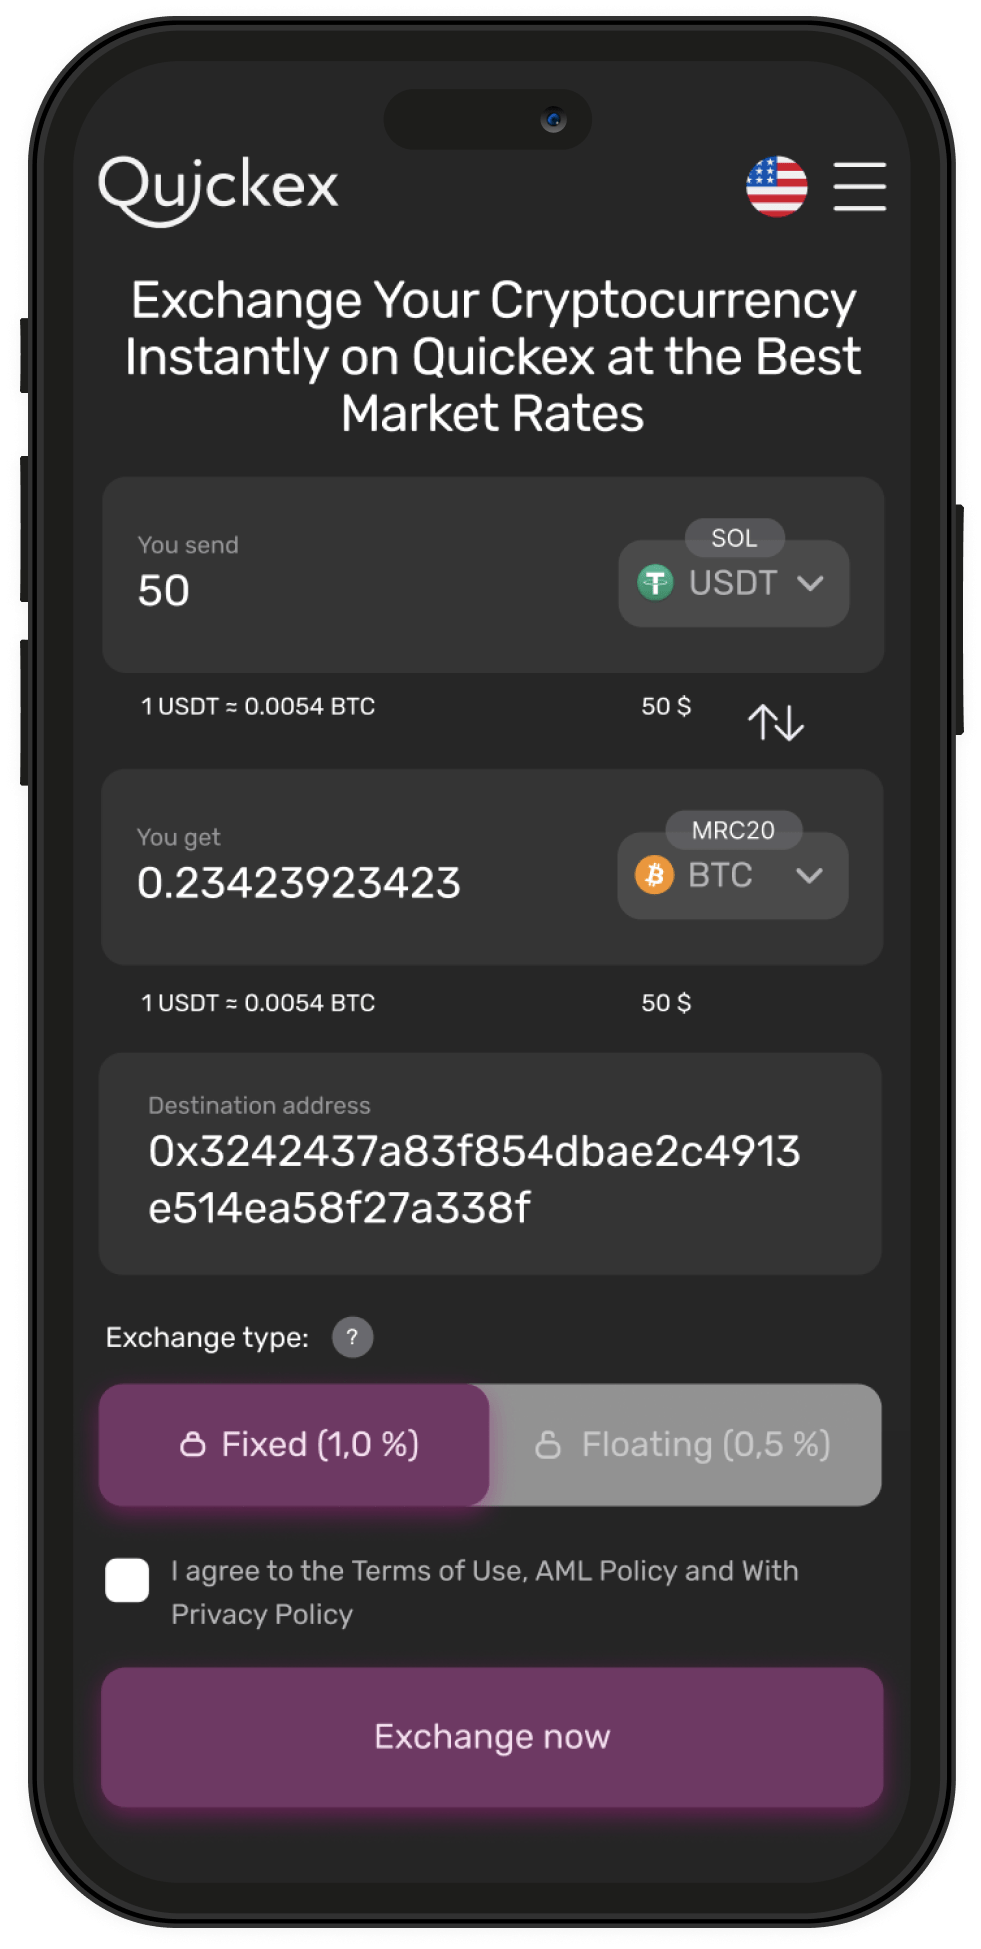 Quickex
Exchange Your Cryptocurrency
Instantly on Quickex at the Best
Market Rates
You send
50
SOL
USDT
1 USDT ≈ 0.0054 BTC
50 $
You get
0.23423923423
MRC20
BTC
1 USDT ≈ 0.0054 BTC
50 $
Destination address
0x3242437a83f854dbae2c4913
e514ea58f27a338f
Exchange type:
?
Fixed (1,0 %)
Floating (0,5 %)
I agree to the Terms of Use, AML Policy and With
Privacy Policy
Exchange now